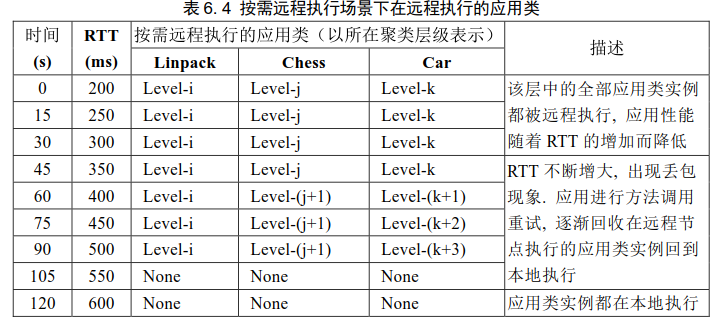 表 6. 4 按需远程执行场景下在远程执行的应用类
时间 (s) RTT (ms) 按需远程执行的应用类（以所在聚类层级表示） 描述
Linpack Chess Car
0 200 Level-i Level-j Level-k 该层中的全部应用类实例
15 250 Level-i Level-j Level-k 都被远程执行, 应用性能
30 300 Level-i Level-j Level-k 随着 RTT 的增加而降低
45 350 Level-i Level-j Level-k RTT 不断增大, 出现丢包
60 400 Level-i Level-(j+1) Level-(k+1) 现象. 应用进行方法调用
75 450 Level-i Level-(j+1) Level-(k+2) 重试, 逐渐回收在远程节
90 500 Level-i Level-(j+1) Level-(k+3) 点执行的应用类实例回到
105 550 None None None 本地执行
120 600 None None None 应用类实例都在本地执行